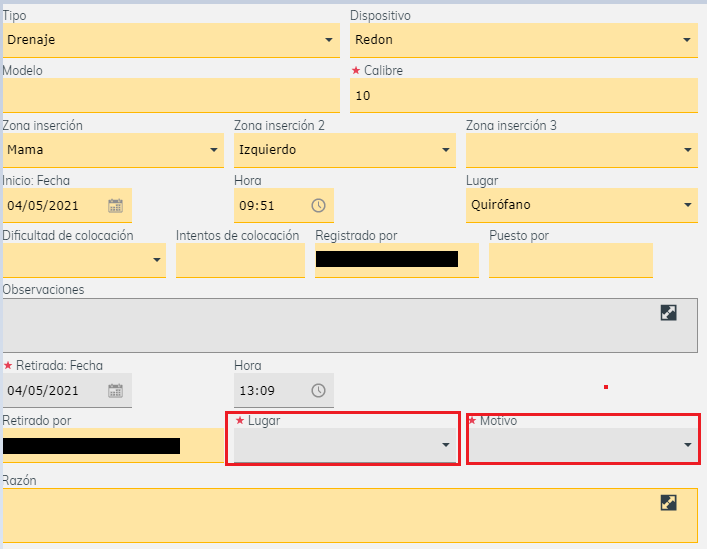 Tipo Dispositivo
Drenaje Redon
Modelo ★ Calibre
10
Zona inserción Zona inserción 2 Zona inserción 3
Mama Izquierdo
Inicio: Fecha Hora Lugar
04/05/2021 09:51 Quirófano
Dificultad de colocación Intentos de colocación Registrado por Puesto por
Observaciones
★ Retirada: Fecha Hora
04/05/2021 13:09
Retirado por ★ Lugar ★ Motivo
Razón